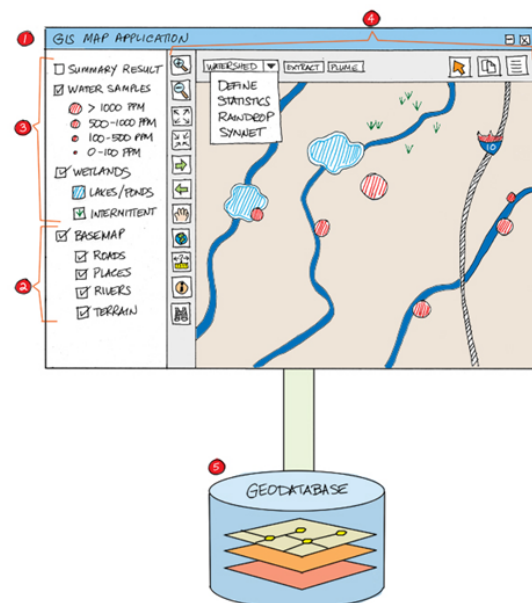 4
1
GIS MAP APPLICATION
SUMMARY RESULT
WATER SAMPLES
> 1000 PPM
500-1000 PPM
100-500 PPM
0-100 PPM
3
WETLANDS
LAKES/PONDS
INTERMITTENT
BASEMAP
ROADS
2
PLACES
RIVERS
TERRAIN
WATERSHED
EXTRACT
PLUME
DEFINE
STATISTICS
RAINDROP
SYNNET
10
?
5
GEODATABASE